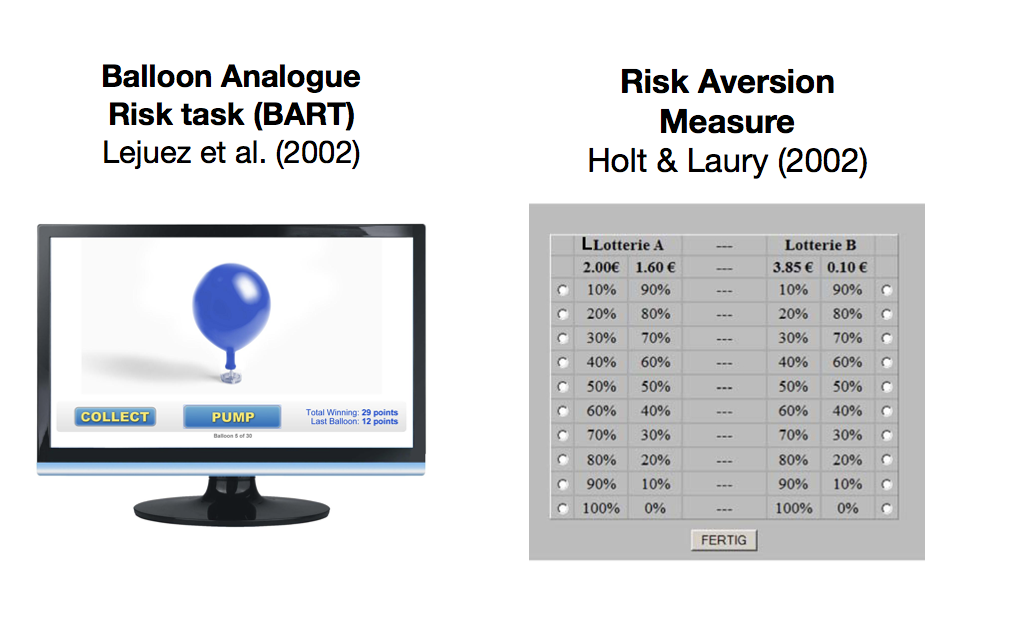 Balloon Analogue
Risk task (BART)
Lejuez et al. (2002)
COLLECT
PUMP
Total Winning: 29 points
Last Balloon: 12 points
Balloon 8 of 30
Risk Aversion
Measure
Holt & Laury (2002)
LLotterie A --- Lotterie B
2.00€ 1.60 € --- 3.85 € 0.10 €
10% 90% --- 10% 90%
20% 80% --- 20% 80%
30% 70% --- 30% 70%
40% 60% --- 40% 60%
50% 50% --- 50% 50%
60% 40% --- 60% 40%
70% 30% --- 70% 30%
80% 20% --- 80% 20%
90% 10% --- 90% 10%
100% 0% --- 100% 0%
FERTIG